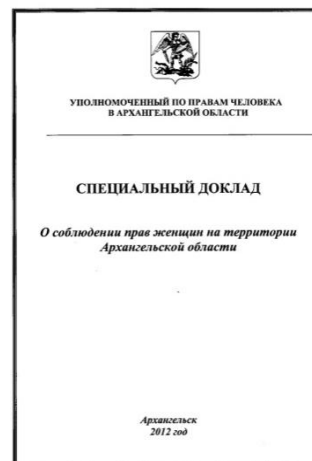 УПОЛНОМОЧЕННЫЙ ПО ПРАВАМ ЧЕЛОВЕКА
В АРХАНГЕЛЬСКОЙ ОБЛАСТИ
СПЕЦИАЛЬНЫЙ ДОКЛАД
О соблюдении прав женщин на территории
Архангельской области
Архангельск
2012 год